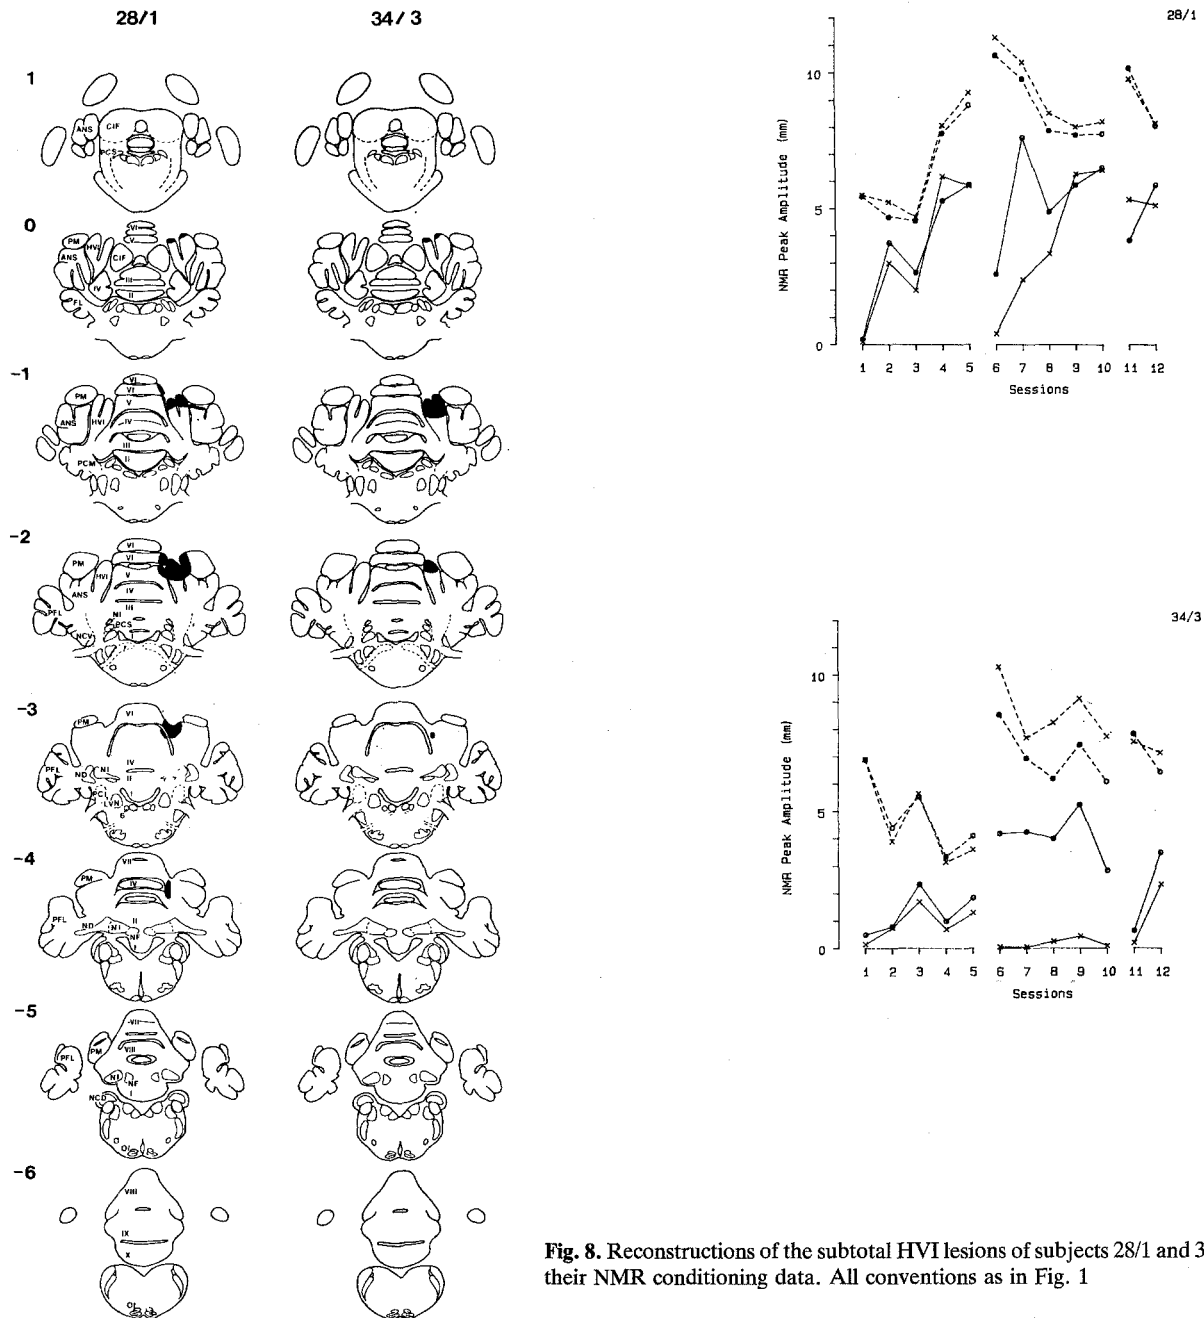 28/1
34/3
1
ANS
CIF
PCS
0
VI
V
PM
HVI
ANS
CIF
IV
III
II
FL
-1
VI
VI
PM
V
ANS
HVI
IV
III
II
PCM
-2
VI
VI
PM
HVI
V
ANS
IV
III
PFL
NI
PCS
NCV
-3
VI
PM
IV
PFL
ND
NI
II
LVN
6
-4
VII
PM
IV
PFL
II
ND
NI
NF
I
-5
VII
PFL
PM
VIII
NI
NF
I
NCD
OI
-6
VIII
IX
X
OI
28/1
10
5
0
NMR Peak Amplitude (mm)
1 2 3 4 5 6 7 8 9 10 11 12
Sessions
34/3
10
5
0
NMR Peak Amplitude (mm)
1 2 3 4 5 6 7 8 9 10 11 12
Sessions
Fig. 8. Reconstructions of the subtotal HVI lesions of subjects 28/1 and 3
their NMR conditioning data. All conventions as in Fig. 1